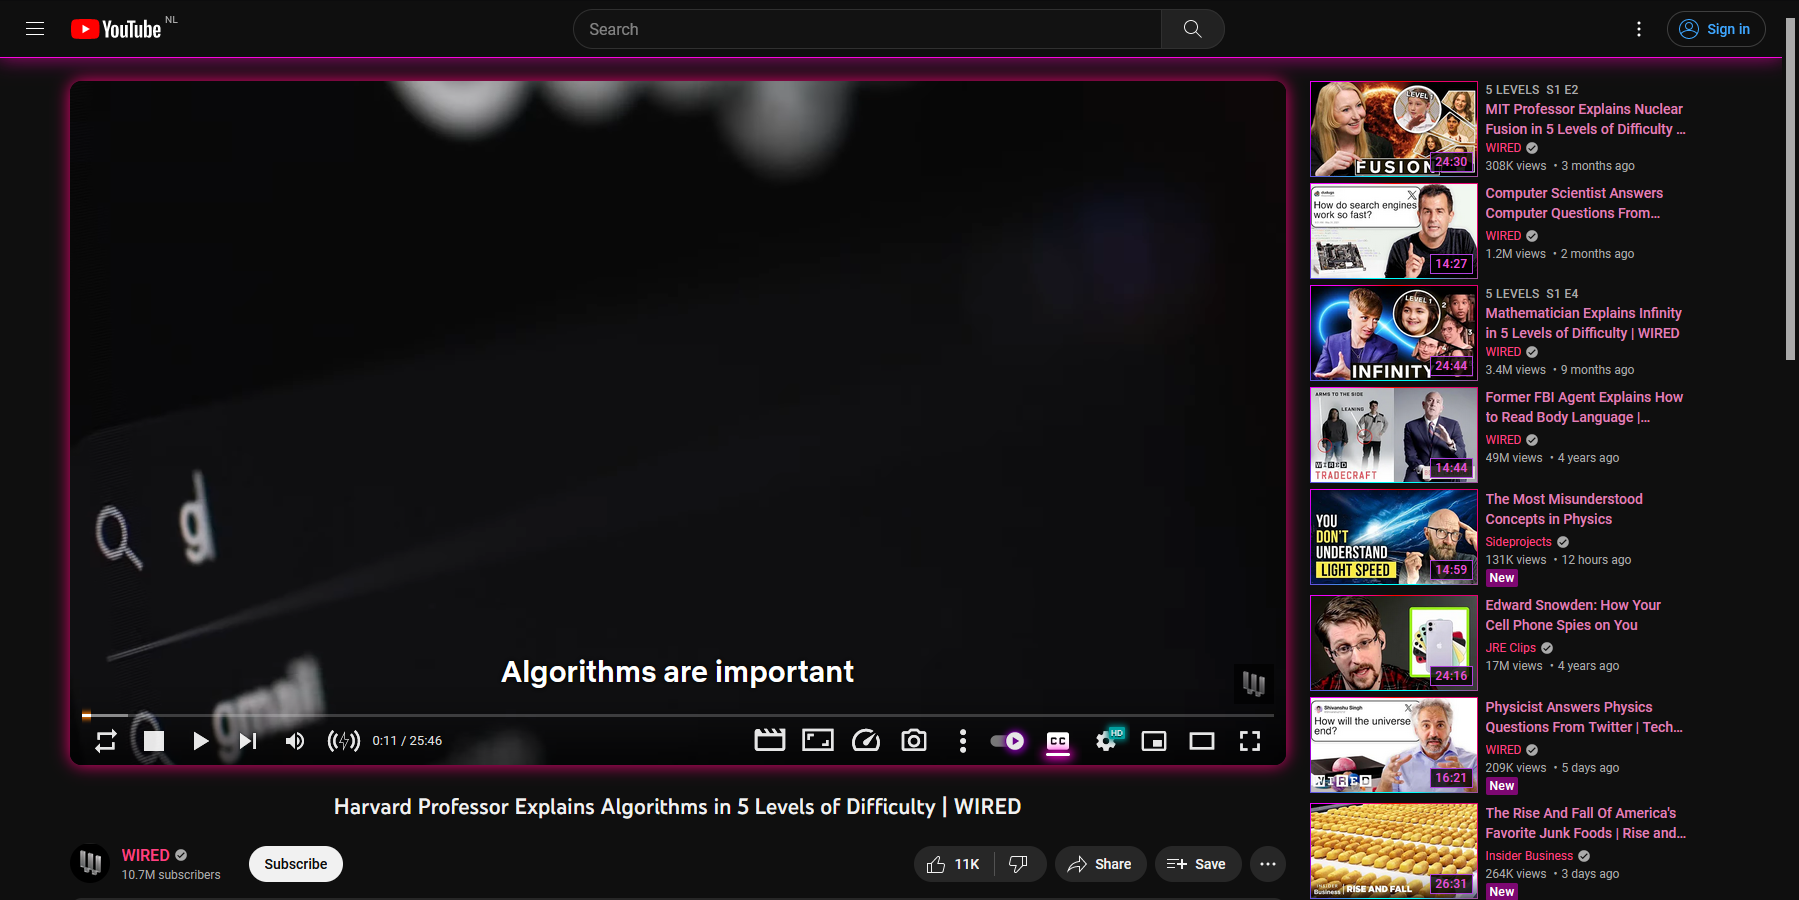 YouTube NL
Search
Sign in
g
gmail
Algorithms are important
0:11 / 25:46
CC
HD
Harvard Professor Explains Algorithms in 5 Levels of Difficulty | WIRED
WIRED
10.7M subscribers
Subscribe
11K
Share
Save
LEVEL 1
FUSION
24:30
5 LEVELS S1 E2
MIT Professor Explains Nuclear
Fusion in 5 Levels of Difficulty ...
WIRED
308K views • 3 months ago
How do search engines
work so fast?
14:27
Computer Scientist Answers
Computer Questions From...
WIRED
1.2M views • 2 months ago
LEVEL 1
2
3
INFINITY
24:44
5 LEVELS S1 E4
Mathematician Explains Infinity
in 5 Levels of Difficulty | WIRED
WIRED
3.4M views • 9 months ago
ARMS TO THE SIDE
LEANING
WIRED
TRADECRAFT
14:44
Former FBI Agent Explains How
to Read Body Language |...
WIRED
49M views • 4 years ago
YOU
DON'T
UNDERSTAND
LIGHT SPEED
14:59
The Most Misunderstood
Concepts in Physics
Sideprojects
131K views • 12 hours ago
New
24:16
Edward Snowden: How Your
Cell Phone Spies on You
JRE Clips
17M views • 4 years ago
Shivanshu Singh
How will the universe
end?
WIRED
16:21
Physicist Answers Physics
Questions From Twitter | Tech...
WIRED
209K views • 5 days ago
New
INSIDER
Business | RISE AND FALL
26:31
The Rise And Fall Of America's
Favorite Junk Foods | Rise and...
Insider Business
264K views • 3 days ago
New